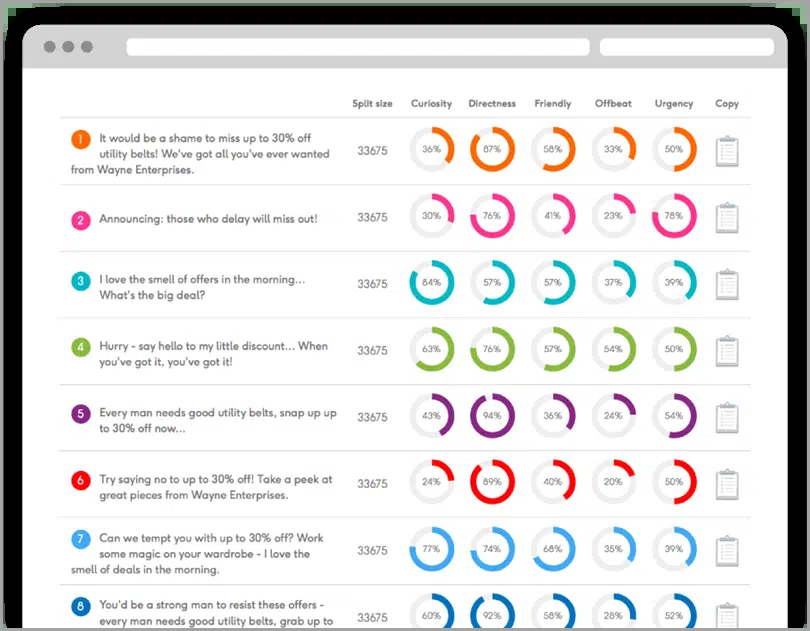 Split size Curiosity Directness Friendly Offbeat Urgency Copy
1 It would be a shame to miss up to 30% off
utility belts! We've got all you've ever wanted
from Wayne Enterprises.
33675 36% 87% 58% 33% 50%
2 Announcing: those who delay will miss out!
33675 30% 76% 41% 23% 78%
3 I love the smell of offers in the morning...
What's the big deal?
33675 84% 57% 57% 37% 39%
4 Hurry - say hello to my little discount... When
you've got it, you've got it!
33675 63% 76% 57% 54% 50%
5 Every man needs good utility belts, snap up up
to 30% off now...
33675 43% 94% 36% 24% 54%
6 Try saying no to up to 30% off! Take a peek at
great pieces from Wayne Enterprises.
33675 24% 89% 40% 20% 50%
7 Can we tempt you with up to 30% off? Work
some magic on your wardrobe - I love the
smell of deals in the morning.
33675 77% 74% 68% 35% 39%
8 You'd be a strong man to resist these offers -
every man needs good utility belts, grab up to
33675 60% 92% 58% 28% 52%